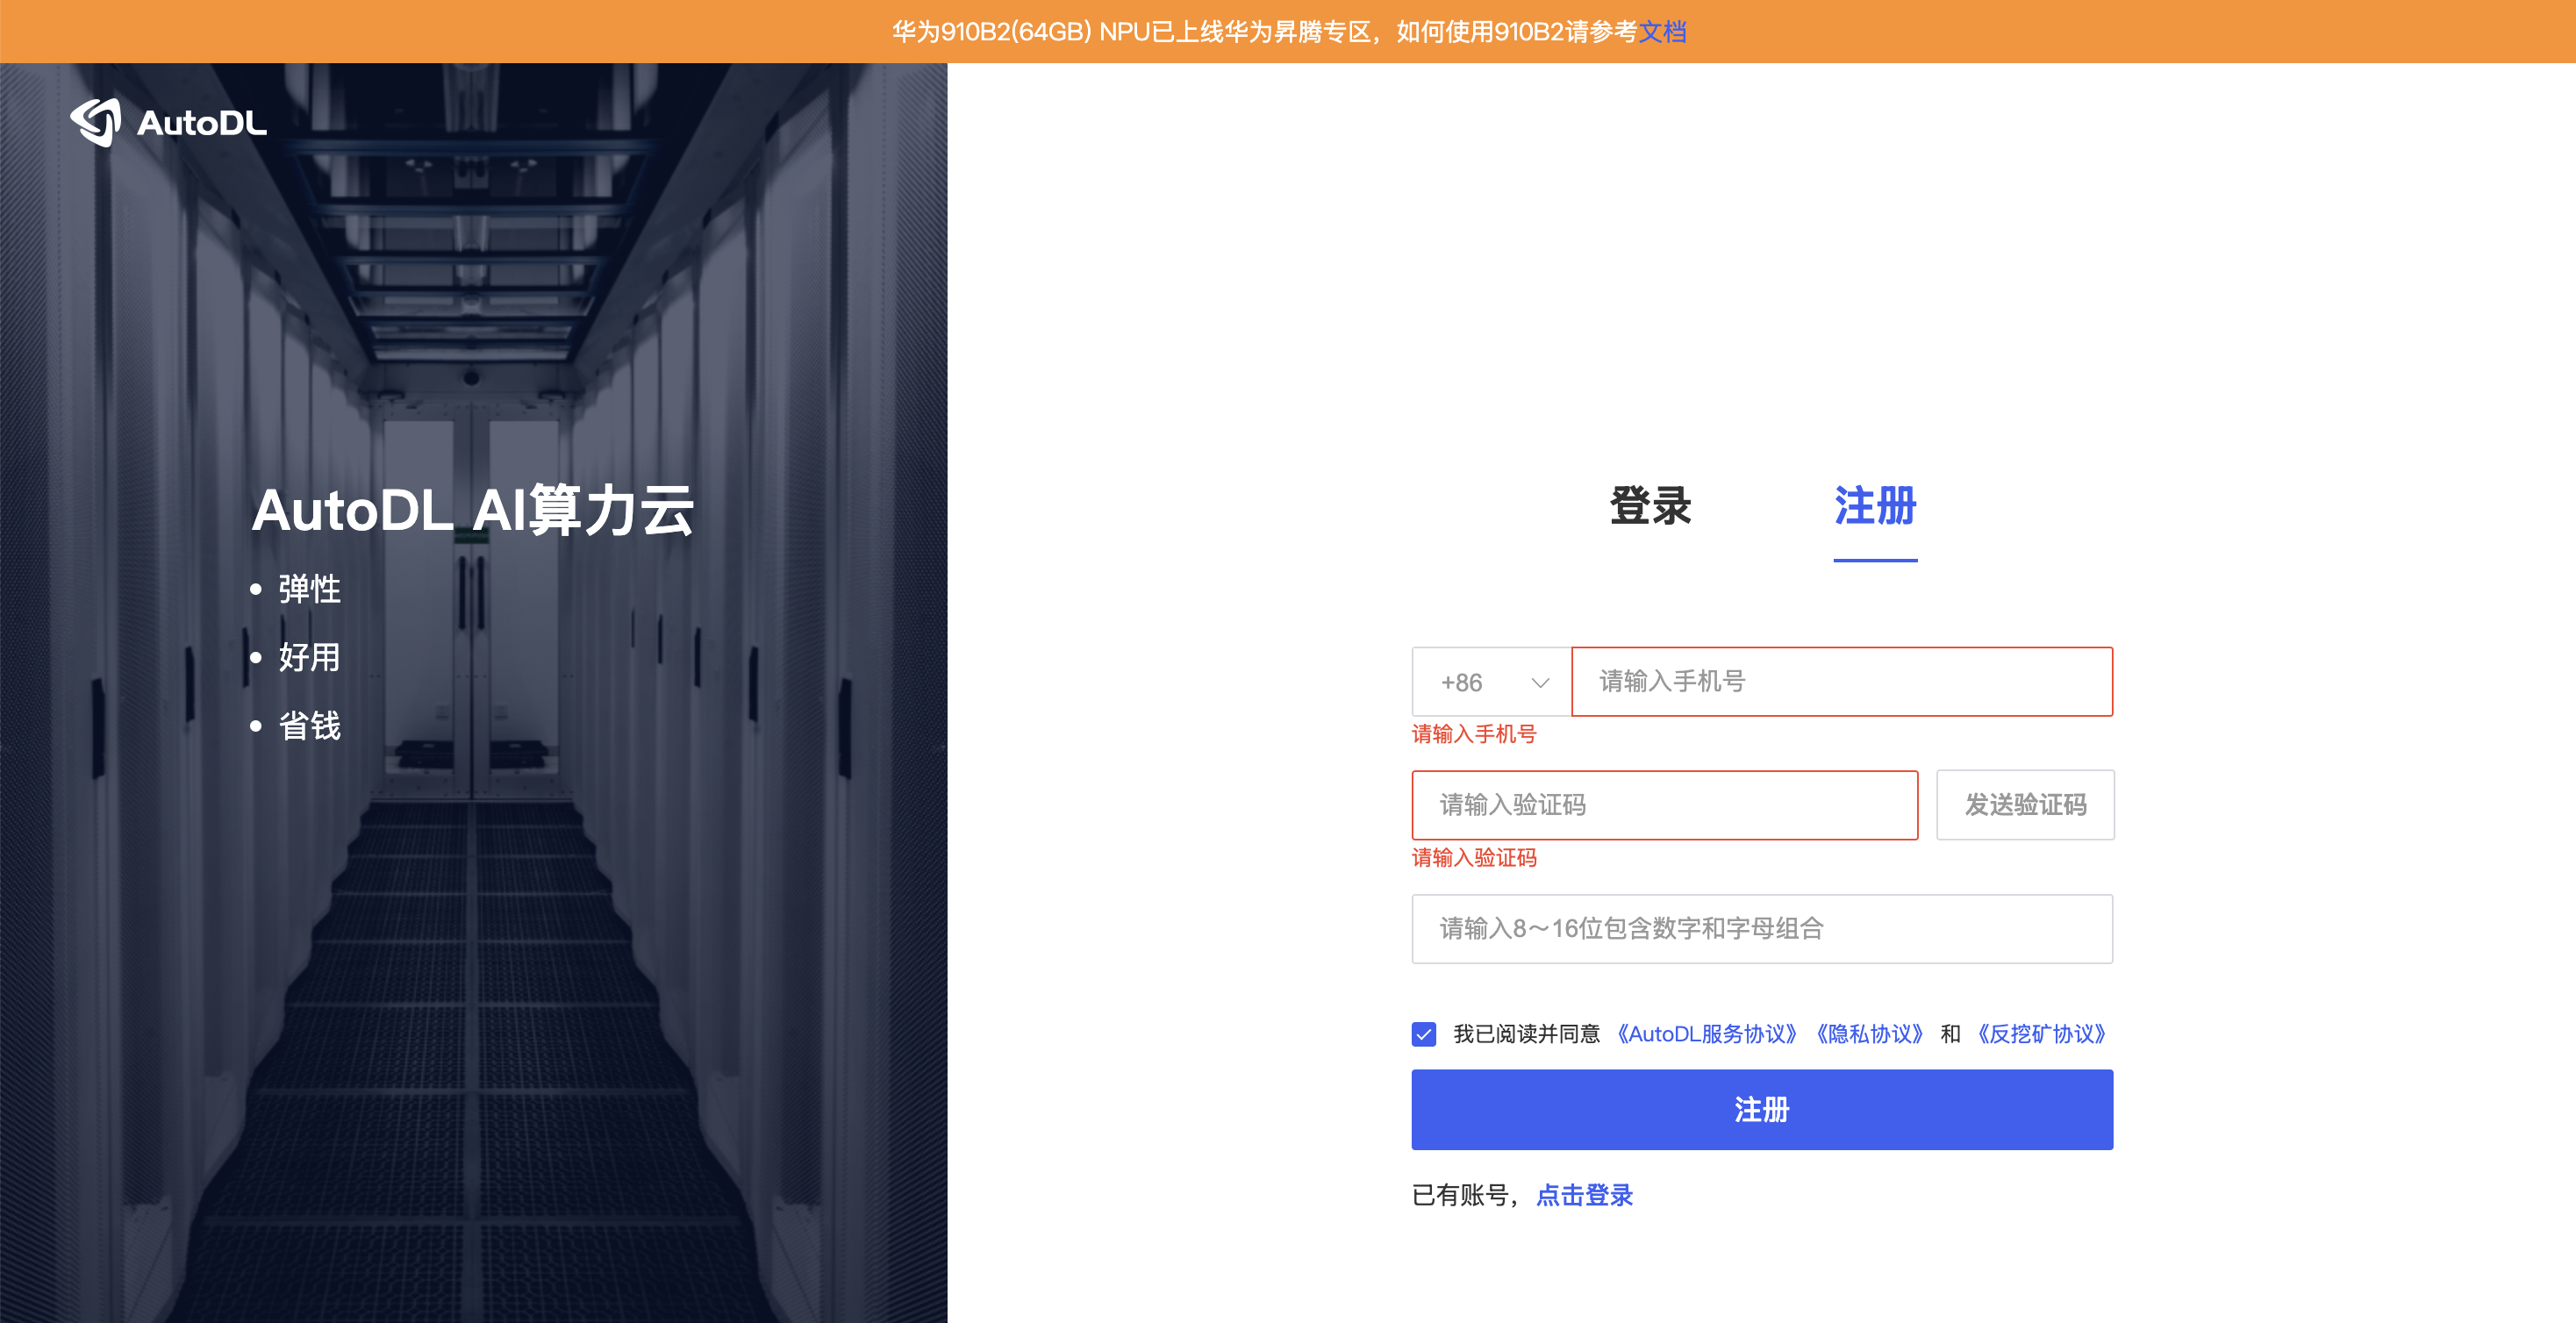 华为910B2(64GB) NPU已上线华为昇腾专区，如何使用910B2请参考文档
AutoDL
AutoDL AI算力云
弹性
好用
省钱
登录 注册
+86 请输入手机号
请输入手机号
请输入验证码 发送验证码
请输入验证码
请输入8～16位包含数字和字母组合
我已阅读并同意 《AutoDL服务协议》 《隐私协议》 和 《反挖矿协议》
注册
已有账号，点击登录